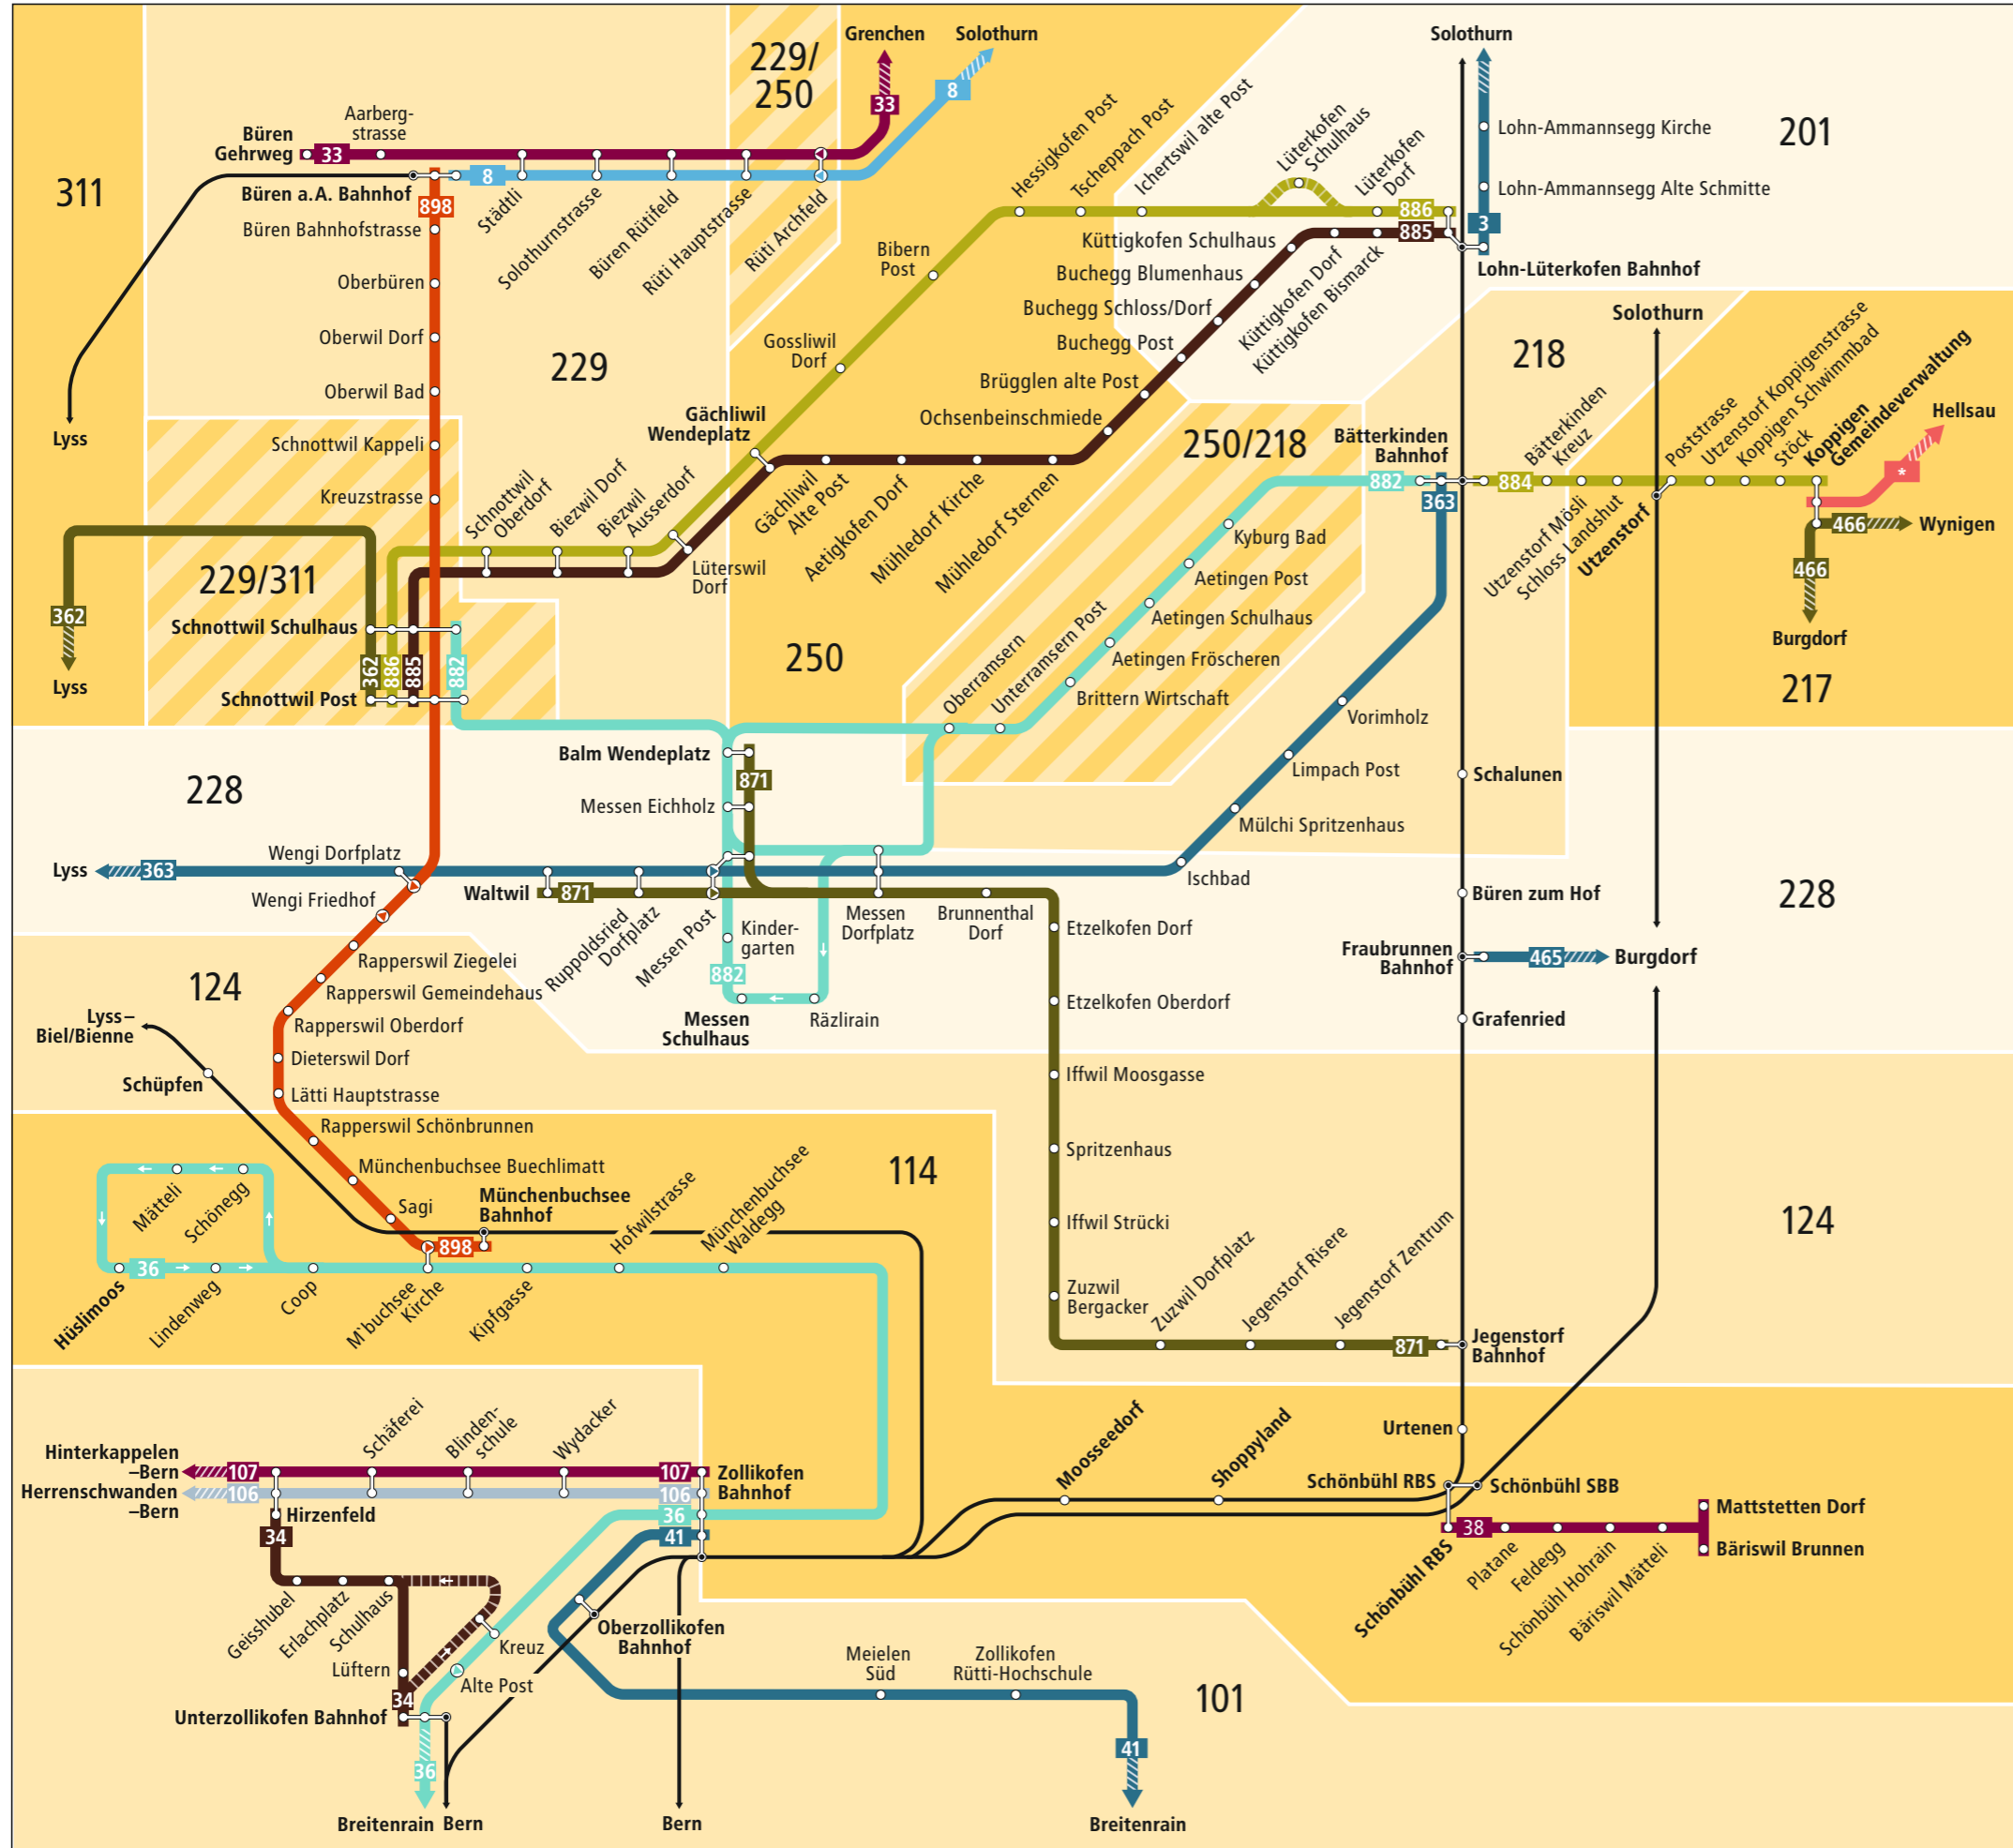 229/
250
Grenchen
Solothurn
Solothurn
33
8
Aarberg-
strasse
Büren
Gehrweg
33
Büren a.A. Bahnhof
8
Städtli
Solothurnstrasse
Büren Rütifeld
Rüti Hauptstrasse
Rüti Archfeld
311
898
Büren Bahnhofstrasse
Oberbüren
Oberwil Dorf
Oberwil Bad
Schnottwil Kappeli
Kreuzstrasse
Lyss
229
Hessigkofen Post
Tscheppach Post
Ichertswil alte Post
Lüterkofen
Schulhaus
Lüterkofen
Dorf
886
885
3
Lohn-Ammannsegg Kirche
Lohn-Ammannsegg Alte Schmitte
201
Lohn-Lüterkofen Bahnhof
Bibern
Post
Gossliwil
Dorf
Gächliwil
Wendeplatz
Küttigkofen Schulhaus
Buchegg Blumenhaus
Buchegg Schloss/Dorf
Buchegg Post
Brügglen alte Post
Ochsenbeinschmiede
Küttigkofen Dorf
Küttigkofen Bismarck
Schnottwil
Oberdorf
Biezwil Dorf
Biezwil
Ausserdorf
Lüterswil
Dorf
Gächliwil
Alte Post
Aetigkofen Dorf
Mühledorf Kirche
Mühledorf Sternen
250/218
Bätterkinden
Bahnhof
882
363
884
218
Solothurn
Bätterkinden
Kreuz
Utzenstorf Mösli
Schloss Landshut
Utzenstorf
Poststrasse
Utzenstorf Koppigenstrasse
Koppigen Schwimmbad
Stöck
Koppigen
Gemeindeverwaltung
Hellsau
*
466
Wynigen
466
Burgdorf
217
229/311
362
Lyss
Schnottwil Schulhaus
362
886
885
882
Schnottwil Post
250
Kyburg Bad
Aetingen Post
Aetingen Schulhaus
Aetingen Fröscheren
Brittern Wirtschaft
Oberramsern
Unterramsern Post
Vorimholz
Limpach Post
Mülchi Spritzenhaus
Ischbad
Schalunen
228
Balm Wendeplatz
871
Messen Eichholz
Wengi Dorfplatz
Lyss
363
Wengi Friedhof
Waltwil
871
Ruppoldsried
Dorfplatz
Messen Post
Kinder-
garten
882
Messen
Schulhaus
Räzlirain
Messen
Dorfplatz
Brunnenthal
Dorf
Etzelkofen Dorf
Etzelkofen Oberdorf
Iffwil Moosgasse
Spritzenhaus
Iffwil Strücki
Zuzwil
Bergacker
Zuzwil Dorfplatz
Jegenstorf Risere
Jegenstorf Zentrum
871
Jegenstorf
Bahnhof
Büren zum Hof
228
Fraubrunnen
Bahnhof
465
Burgdorf
Grafenried
124
124
Rapperswil Ziegelei
Rapperswil Gemeindehaus
Rapperswil Oberdorf
Dieterswil Dorf
Lätti Hauptstrasse
Rapperswil Schönbrunnen
Münchenbuchsee Buechlimatt
Sagi
Lyss–
Biel/Bienne
Schüpfen
Münchenbuchsee
Bahnhof
898
114
Mätteli
Schönegg
Hüslimoos
36
Lindenweg
Coop
M`buchsee
Kirche
Kipfgasse
Hofwilstrasse
Münchenbuchsee
Waldegg
Hinterkappelen
–Bern
107
Herrenschwanden
–Bern
106
Schäferei
Blinden-
schule
Wydacker
107
106
36
41
Zollikofen
Bahnhof
Hirzenfeld
34
Geisshubel
Erlachplatz
Schulhaus
Lüftern
34
Unterzollikofen Bahnhof
Kreuz
Alte Post
Oberzollikofen
Bahnhof
36
Breitenrain
Bern
Bern
Meielen
Süd
Zollikofen
Rütti-Hochschule
41
Breitenrain
101
Moosseedorf
Shoppyland
Urtenen
Schönbühl RBS
Schönbühl SBB
38
Schönbühl RBS
Platane
Feldegg
Schönbühl Hohrain
Bäriswil Mätteli
Mattstetten Dorf
Bäriswil Brunnen